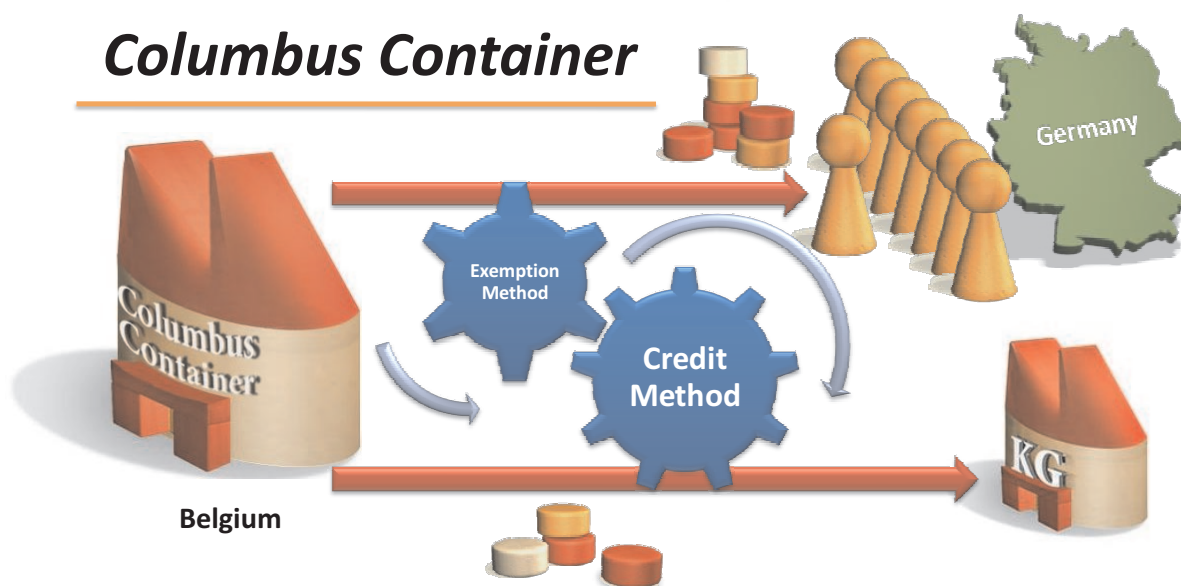 Columbus Container
Germany
Exemption
Method
Columbus
Container
Credit
Method
KG
Belgium